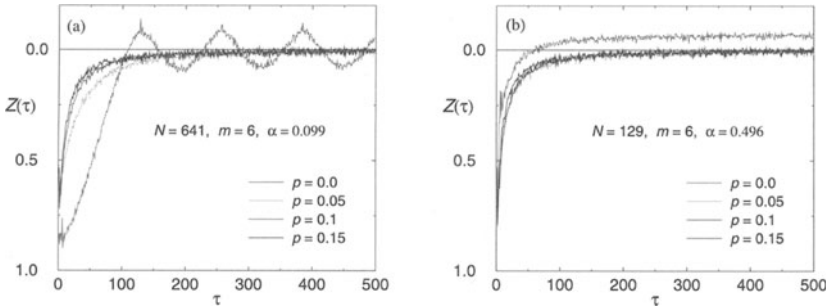 (a)
0.0
Z(τ)
0.5
1.0
N = 641, m = 6, α = 0.099
p = 0.0
p = 0.05
p = 0.1
p = 0.15
0 100 200 300 400 500
τ
(b)
0.0
Z(τ)
0.5
1.0
N = 129, m = 6, α = 0.496
p = 0.0
p = 0.05
p = 0.1
p = 0.15
0 100 200 300 400 500
τ